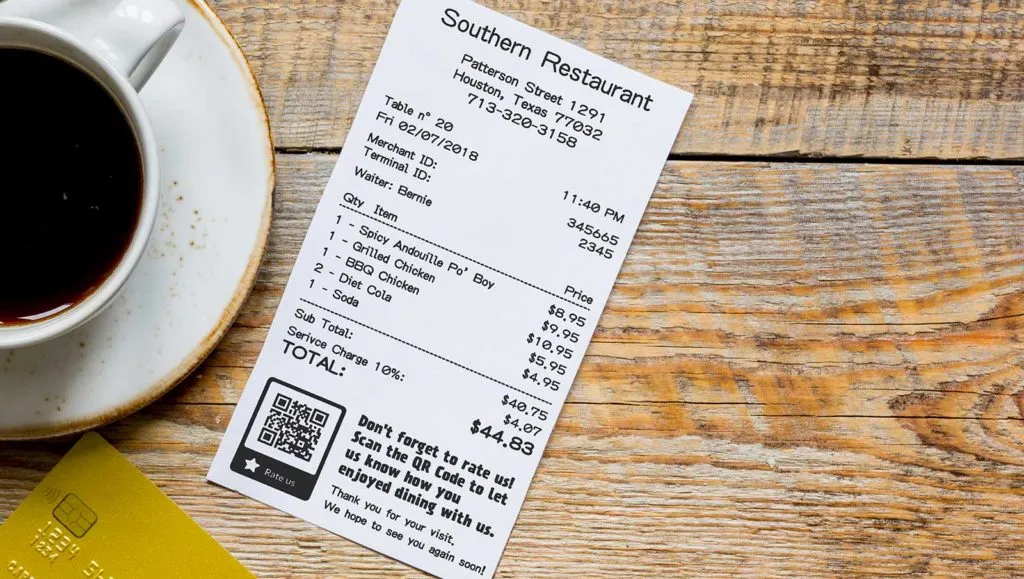 Southern Restaurant
Patterson Street 1291
Houston, Texas 77032
713-320-3158
Table n° 20
Fri 02/07/2018 11:40 PM
Merchant ID: 345665
Terminal ID: 2345
Waiter: Bernie
Qty Item Price
1 - Spicy Andouille Po' Boy $8.95
1 - Grilled Chicken $9.95
1 - BBQ Chicken $10.95
2 - Diet Cola $5.95
1 - Soda $4.95
Sub Total: $40.75
Serivce Charge 10%: $4.07
TOTAL: $44.83
Rate us
Don't forget to rate us!
Scan the QR Code to let
us know how you
enjoyed dining with us.
Thank you for your visit.
We hope to see you again soon!
1234
1234